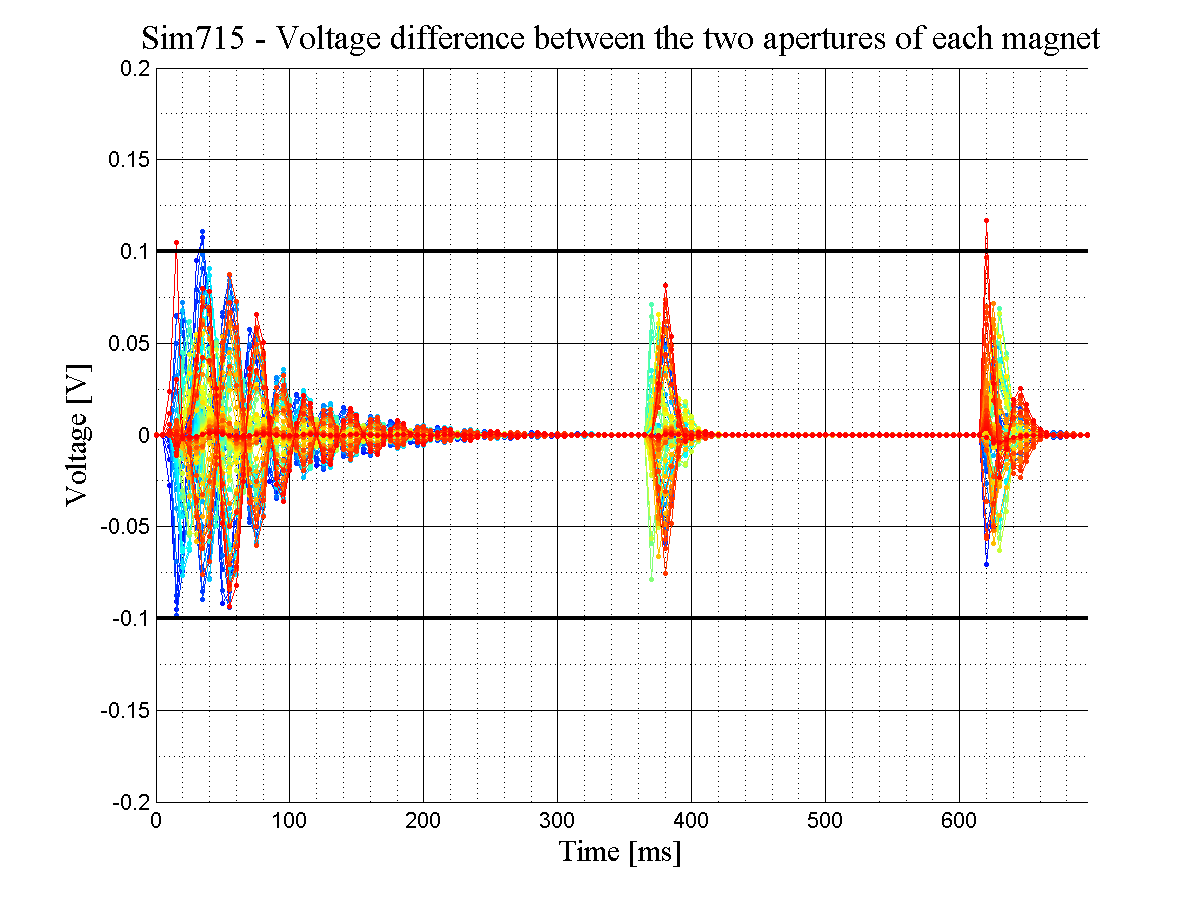 Sim715 - Voltage difference between the two apertures of each magnet
0.2
0.15
0.1
0.05
0
-0.05
-0.1
-0.15
-0.2
Voltage [V]
0 100 200 300 400 500 600
Time [ms]